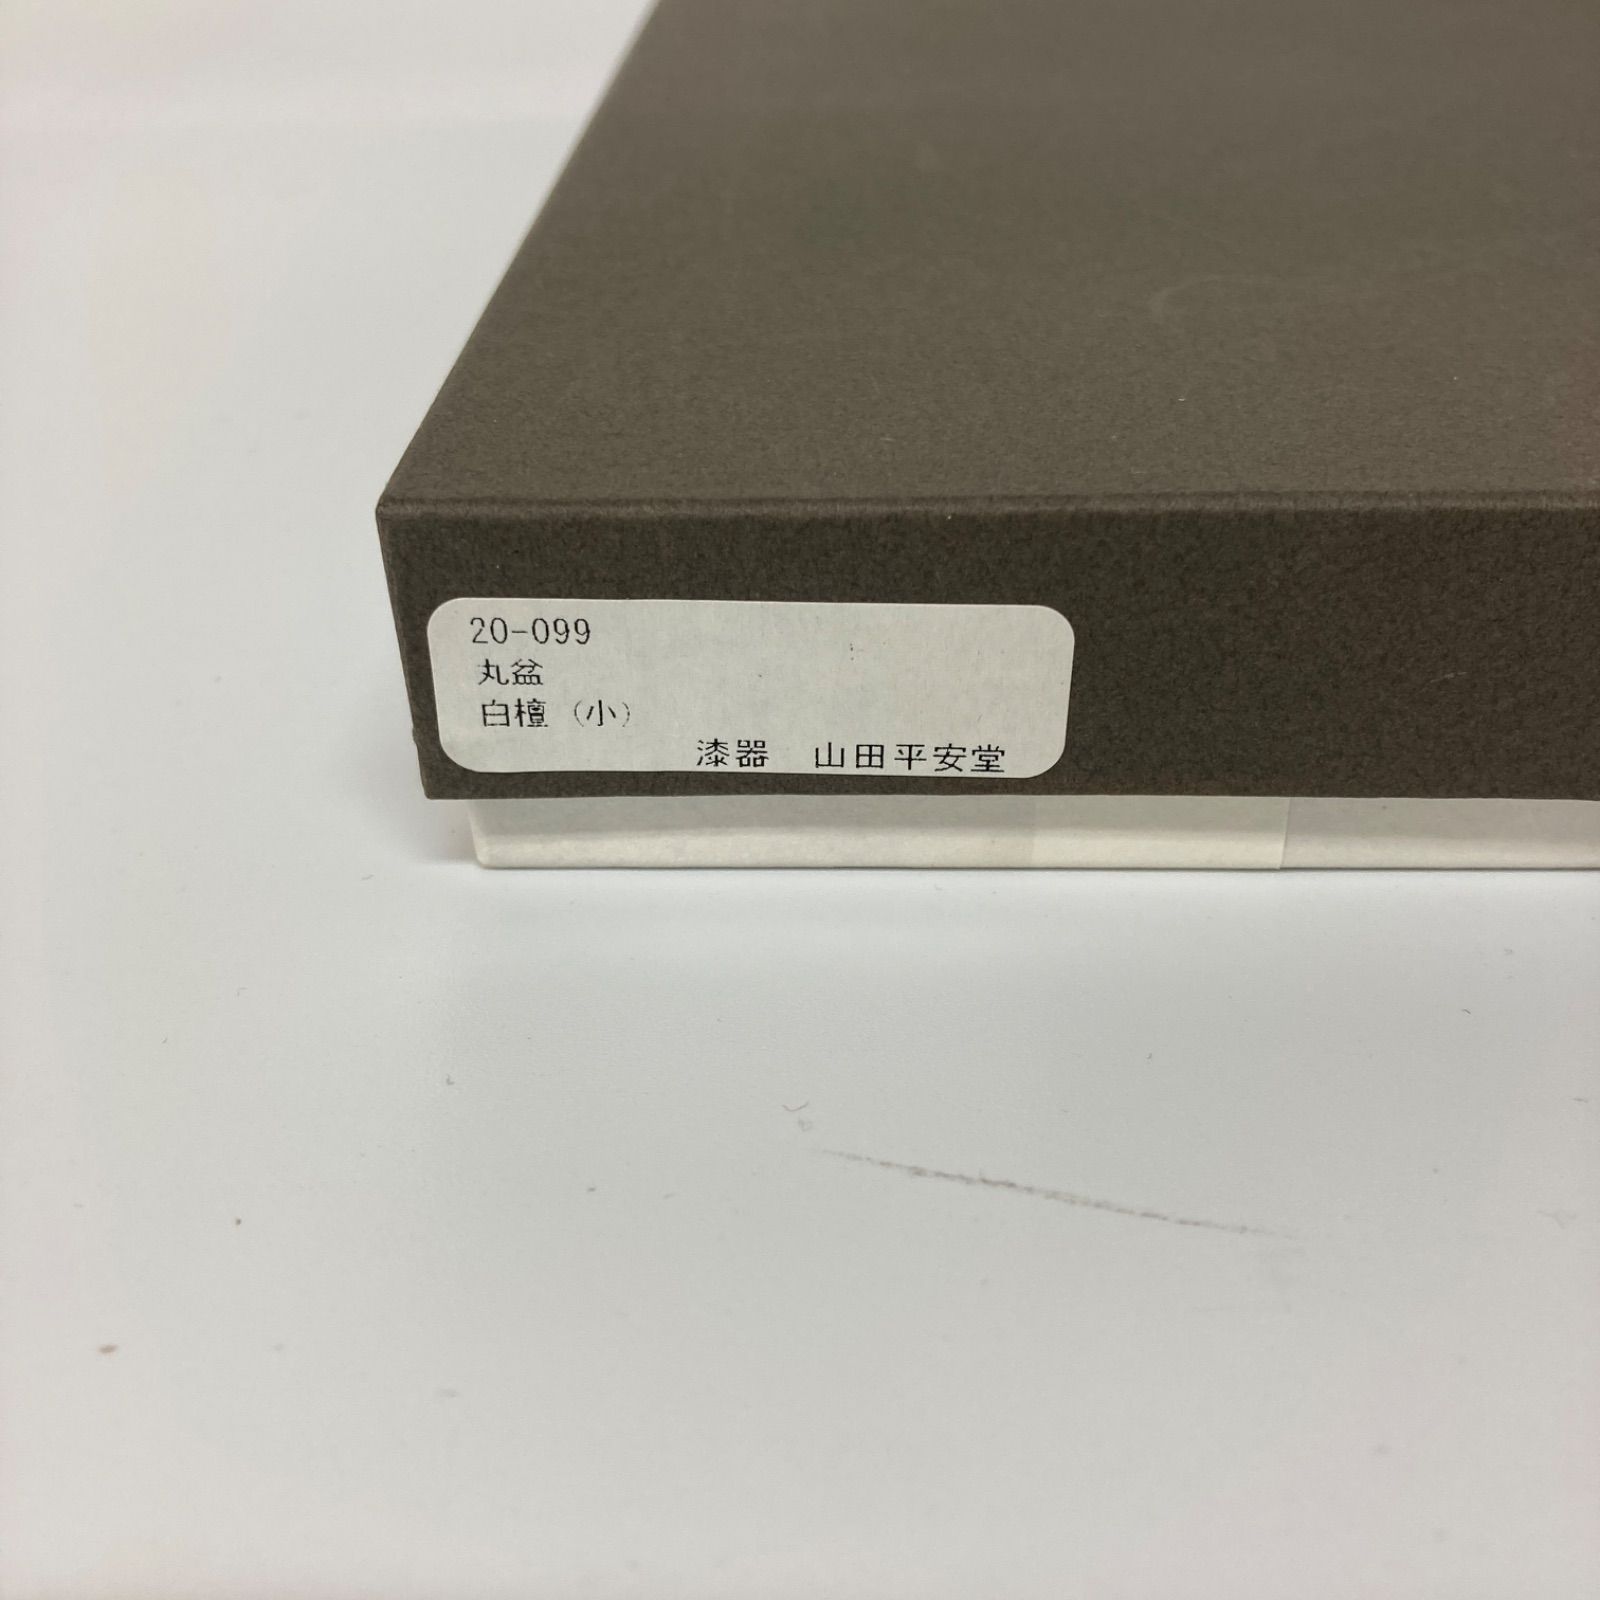 20-099
丸盆
白檀（小）
漆器　山田平安堂